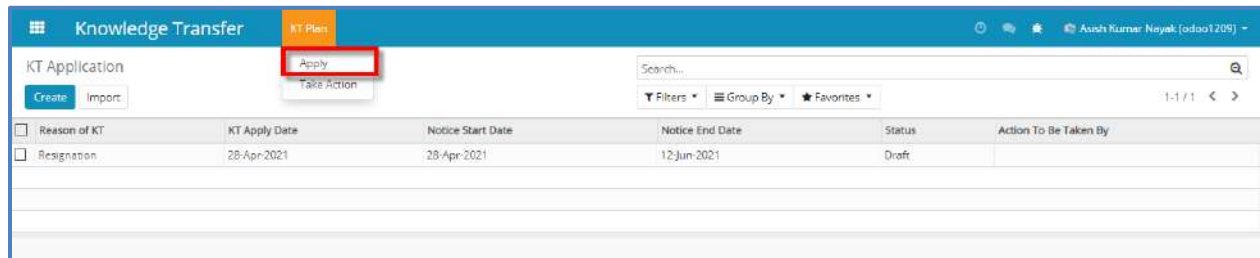 Knowledge Transfer KT Plan Asish Kumar Nayak (odoo1209)
KT Application Apply Search...
Take Action
Create Import Filters Group By Favorites 1-1 / 1
Reason of KT KT Apply Date Notice Start Date Notice End Date Status Action To Be Taken By
Resignation 28-Apr-2021 28-Apr-2021 12-Jun-2021 Draft